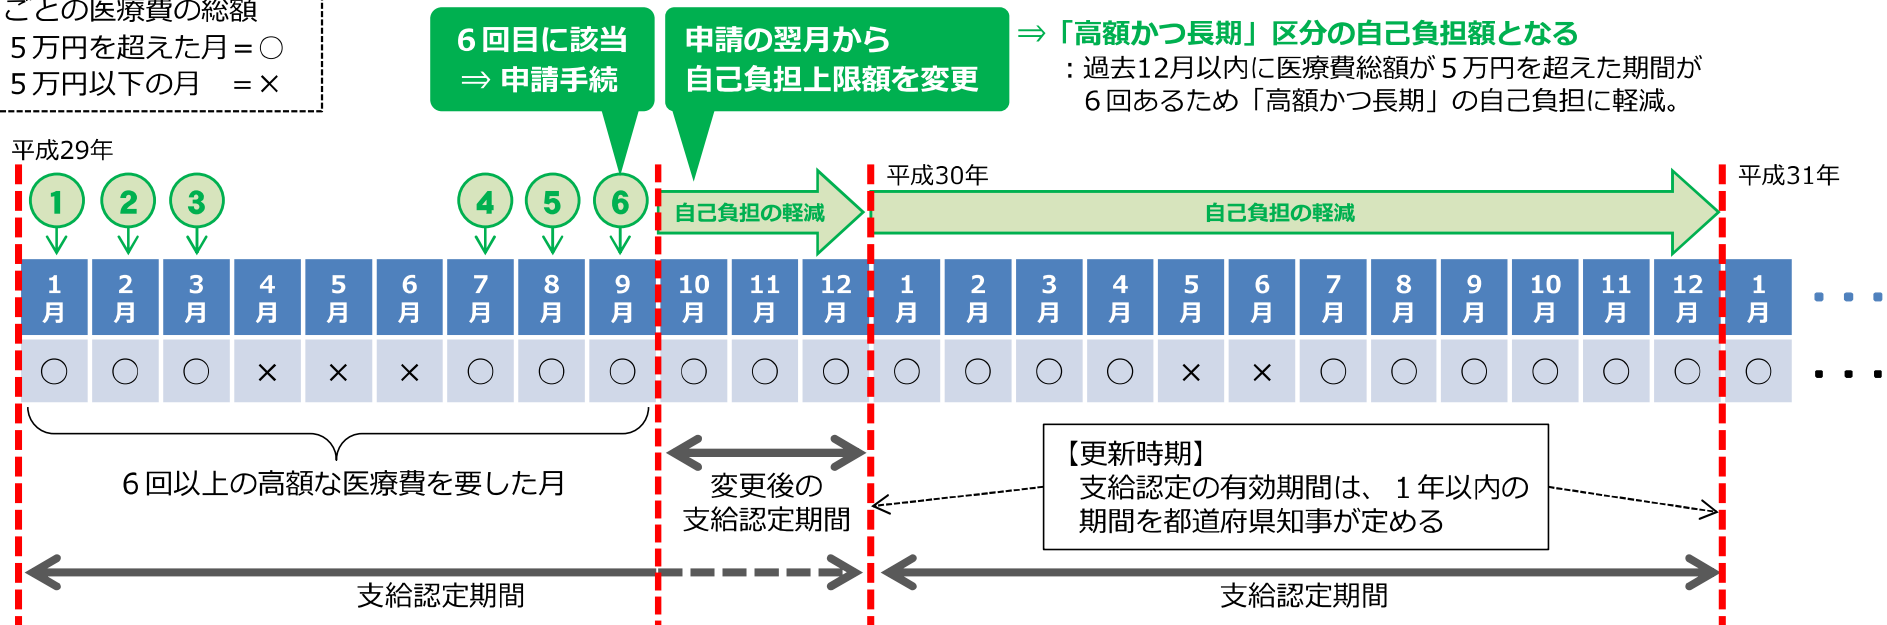 ごとの医療費の総額
５万円を超えた月＝○
５万円以下の月　＝×
６回目に該当
⇒ 申請手続
申請の翌月から
自己負担上限額を変更
⇒「高額かつ長期」区分の自己負担額となる
：過去12月以内に医療費総額が５万円を超えた期間が
６回あるため「高額かつ長期」の自己負担に軽減。
平成29年
平成30年
平成31年
1 2 3 4 5 6
自己負担の軽減
自己負担の軽減
1月 2月 3月 4月 5月 6月 7月 8月 9月 10月 11月 12月 1月 2月 3月 4月 5月 6月 7月 8月 9月 10月 11月 12月 1月 ・・・
○ ○ ○ × × × ○ ○ ○ ○ ○ ○ ○ ○ ○ ○ × × ○ ○ ○ ○ ○ ○ ○ ・・・
６回以上の高額な医療費を要した月
変更後の
支給認定期間
【更新時期】
支給認定の有効期間は、１年以内の
期間を都道府県知事が定める
支給認定期間
支給認定期間